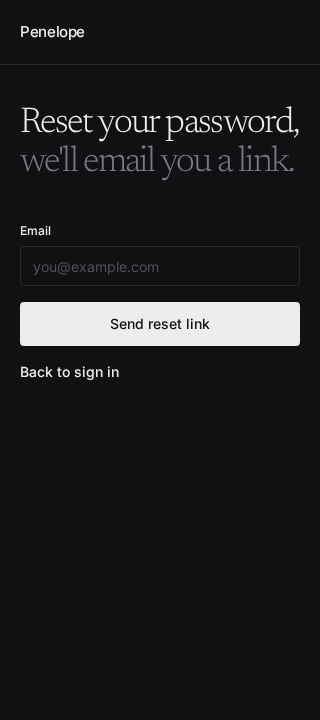 Penelope
Reset your password,
we'll email you a link.
Email
you@example.com
Send reset link
Back to sign in